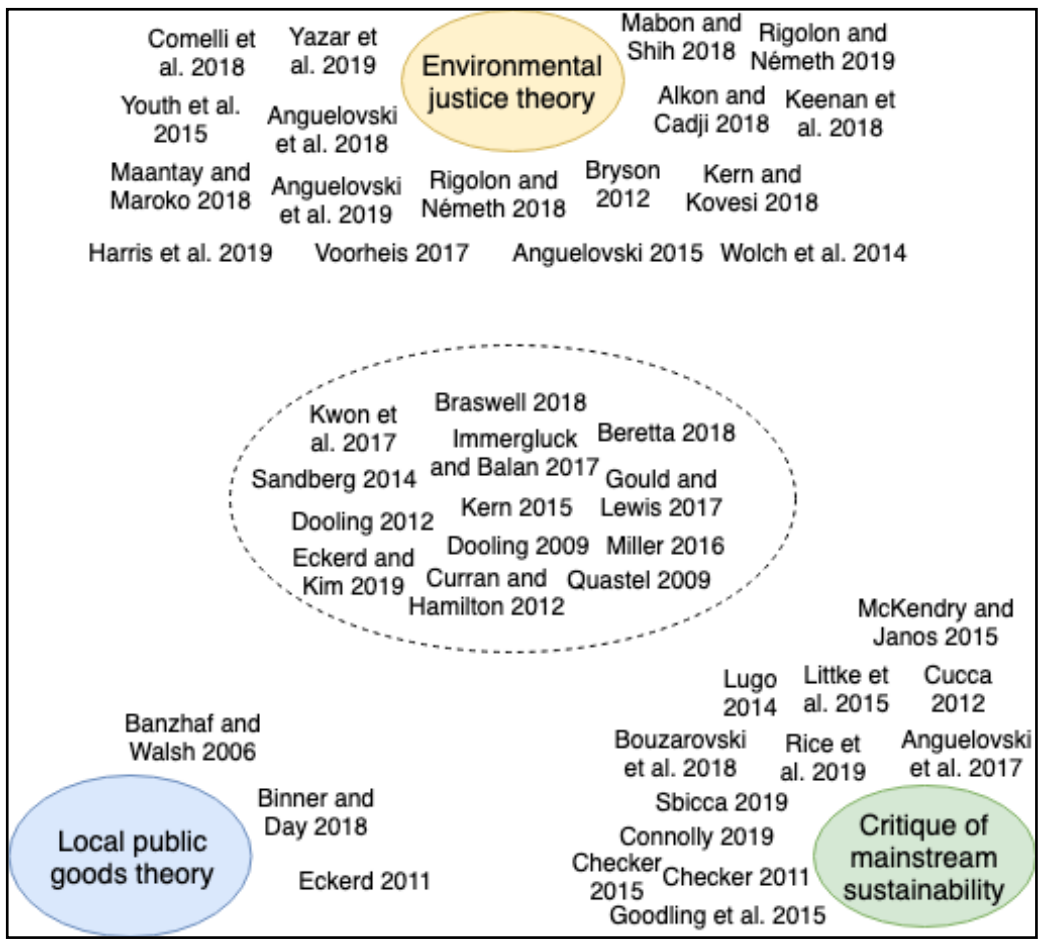 Comelli et
al. 2018
Yazar et
al. 2019
Environmental
justice theory
Mabon and
Shih 2018
Rigolon and
Németh 2019
Youth et al.
2015
Anguelovski
et al. 2018
Alkon and
Cadji 2018
Keenan et
al. 2018
Maantay and
Maroko 2018
Anguelovski
et al. 2019
Rigolon and
Németh 2018
Bryson
2012
Kern and
Kovesi 2018
Harris et al. 2019
Voorheis 2017
Anguelovski 2015
Wolch et al. 2014
Kwon et
al. 2017
Braswell 2018
Immergluck
and Balan 2017
Beretta 2018
Sandberg 2014
Gould and
Lewis 2017
Kern 2015
Dooling 2012
Dooling 2009
Miller 2016
Eckerd and
Kim 2019
Curran and
Hamilton 2012
Quastel 2009
McKendry and
Janos 2015
Lugo
2014
Littke et
al. 2015
Cucca
2012
Banzhaf and
Walsh 2006
Bouzarovski
et al. 2018
Rice et
al. 2019
Anguelovski
et al. 2017
Binner and
Day 2018
Sbicca 2019
Local public
goods theory
Connolly 2019
Critique of
mainstream
sustainability
Eckerd 2011
Checker
2015
Checker 2011
Goodling et al. 2015